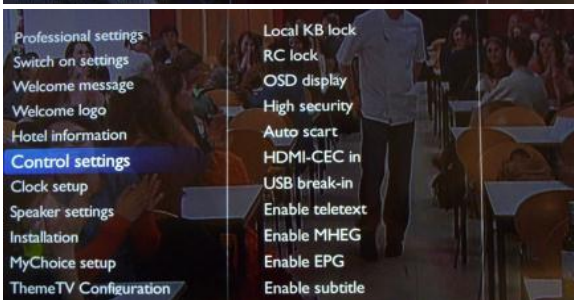 Professional settings
Switch on settings
Welcome message
Welcome logo
Hotel information
Control settings
Clock setup
Speaker settings
Installation
MyChoice setup
ThemeTV Configuration
Local KB lock
RC lock
OSD display
High security
Auto scart
HDMI-CEC in
USB break-in
Enable teletext
Enable MHEG
Enable EPG
Enable subtitle